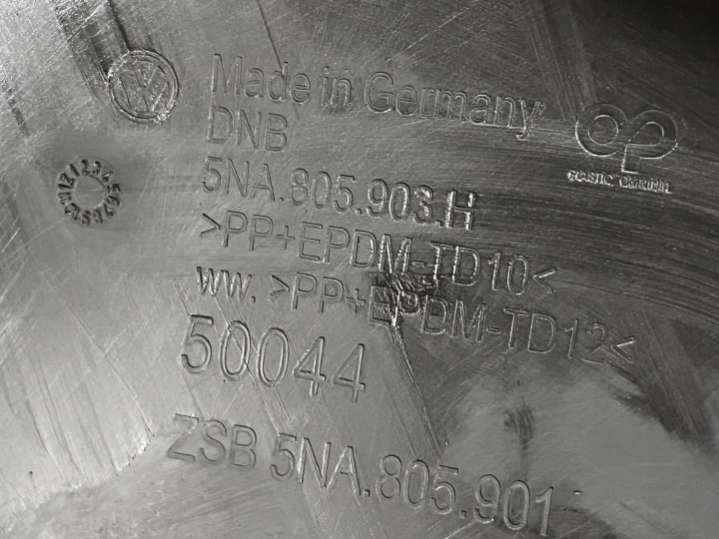 Made in Germany
DNB
5NA.805.903.H
>PP+EPDM-TD10<
ww. >PP+EPDM-TD12<
50044
ZSB 5NA.805.901